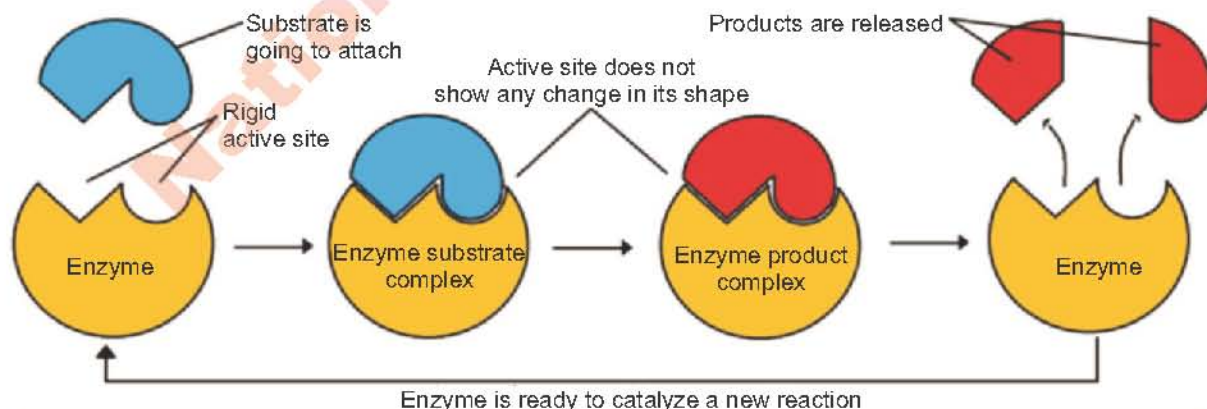 Substrate is
going to attach
Products are released
Active site does not
show any change in its shape
Rigid
active site
Enzyme
Enzyme substrate
complex
Enzyme product
complex
Enzyme
Enzyme is ready to catalyze a new reaction